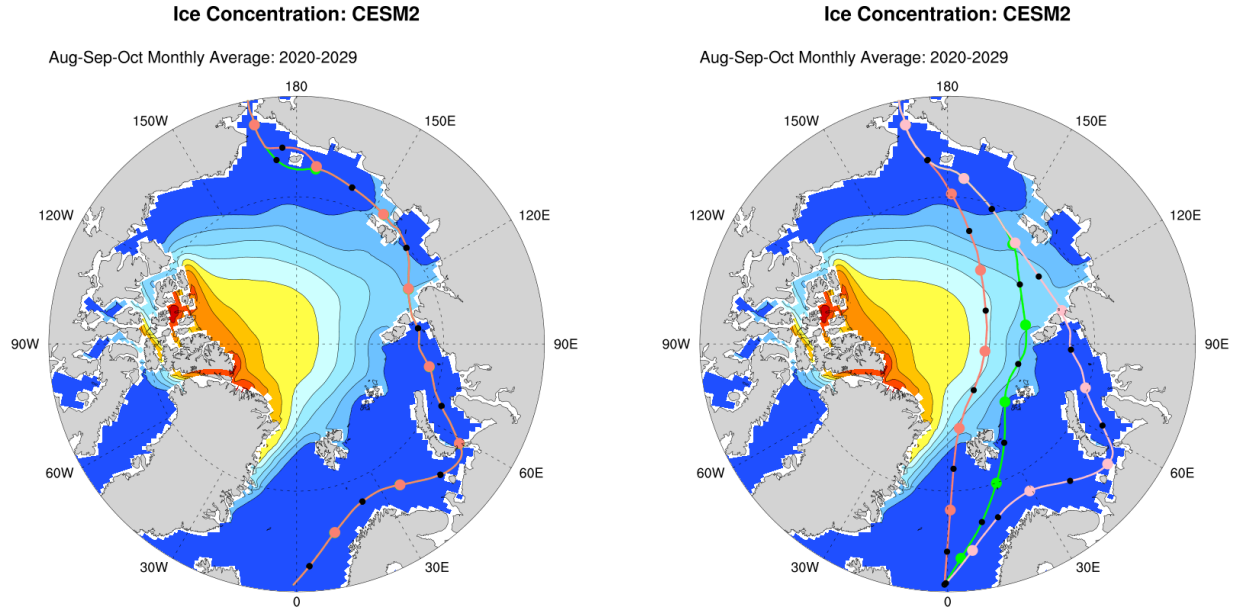 Ice Concentration: CESM2
Aug-Sep-Oct Monthly Average: 2020-2029
180
150W
150E
120W
120E
90W
90E
60W
60E
30W
30E
0
Ice Concentration: CESM2
Aug-Sep-Oct Monthly Average: 2020-2029
180
150W
150E
120W
120E
90W
90E
60W
60E
30W
30E
0